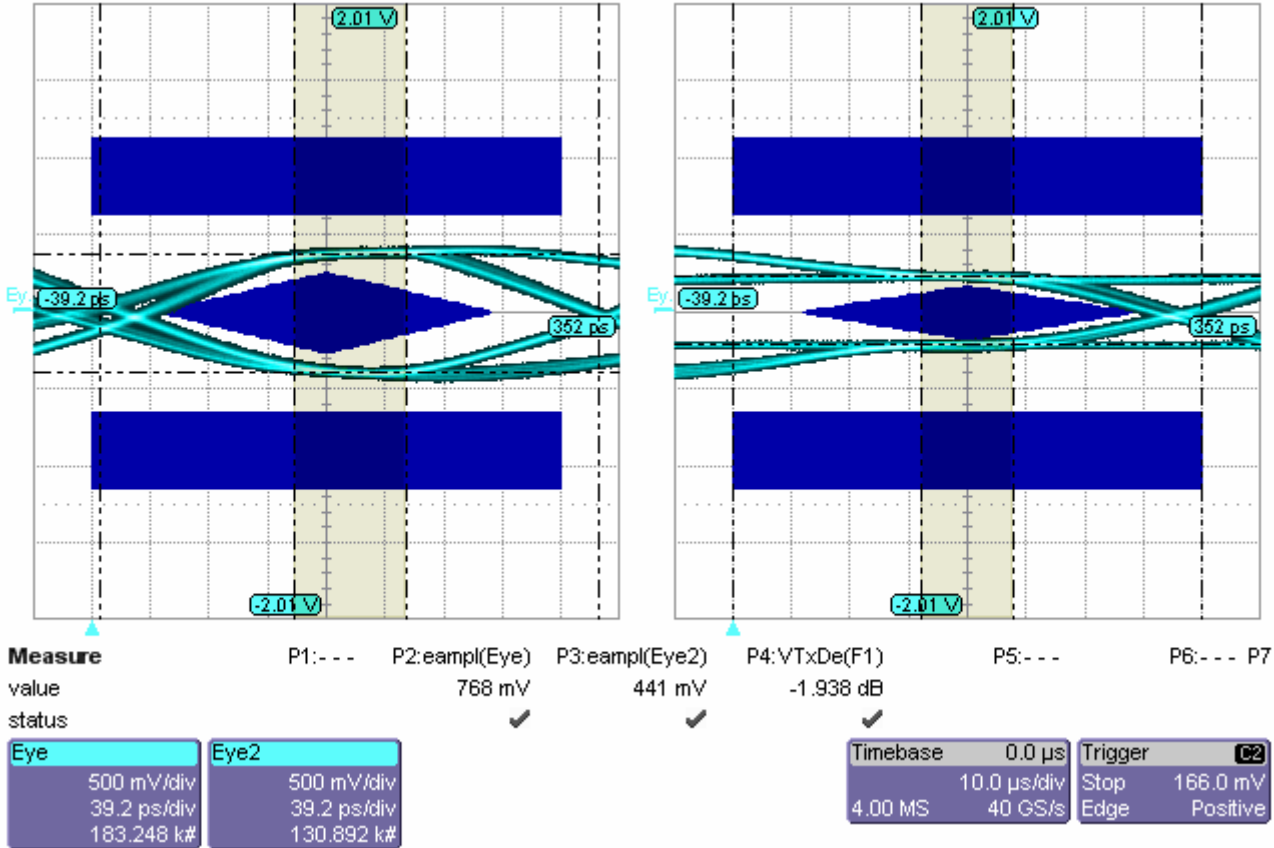 2.01 V 2.01 V
Ey. -39.2 ps 352 ps Ey. -39.2 ps 352 ps
-2.01 V -2.01 V
Measure P1:- - - P2:eampl(Eye) P3:eampl(Eye2) P4:VTxDe(F1) P5:- - - P6:- - - P7
value 768 mV 441 mV -1.938 dB
status ✓ ✓ ✓
Eye Eye2 Timebase 0.0 µs Trigger C2
500 mV/div 500 mV/div 10.0 µs/div Stop 166.0 mV
39.2 ps/div 39.2 ps/div 4.00 MS 40 GS/s Edge Positive
183.248 k# 130.892 k#